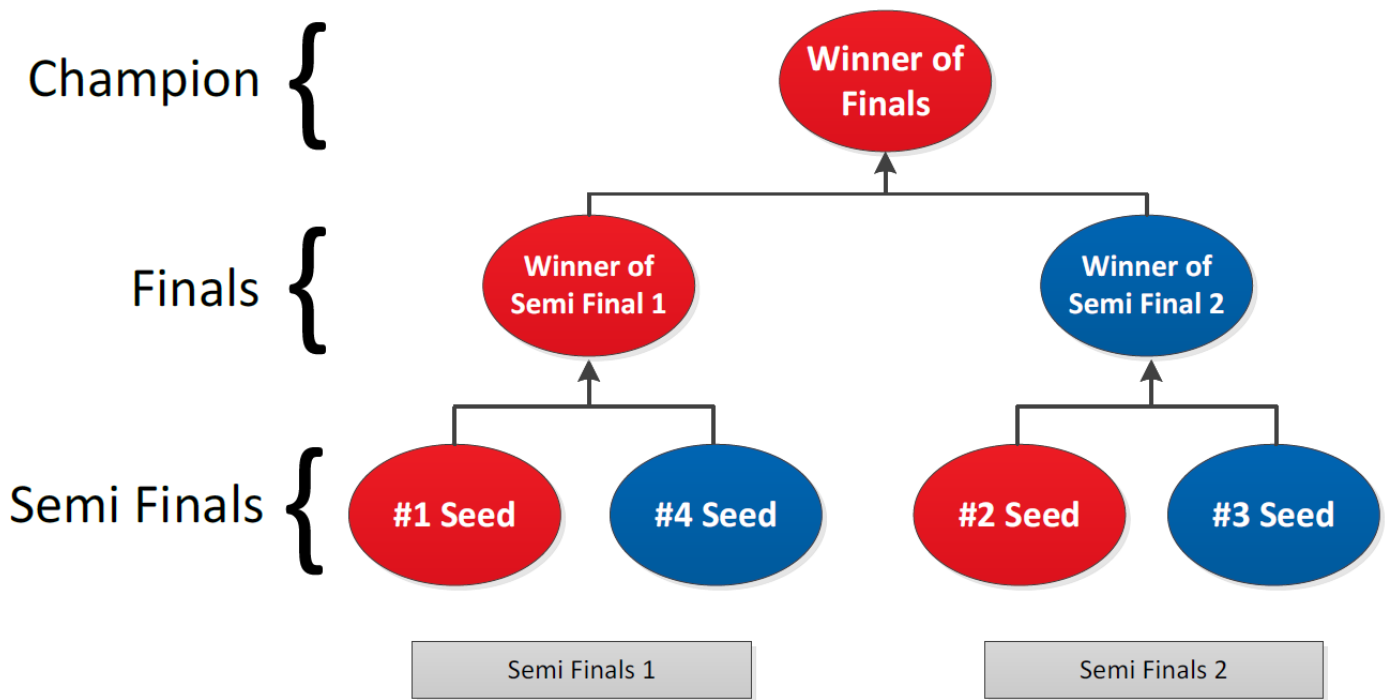 Champion {
Winner of
Finals
Finals {
Winner of
Semi Final 1
Winner of
Semi Final 2
Semi Finals {
#1 Seed
#4 Seed
#2 Seed
#3 Seed
Semi Finals 1
Semi Finals 2